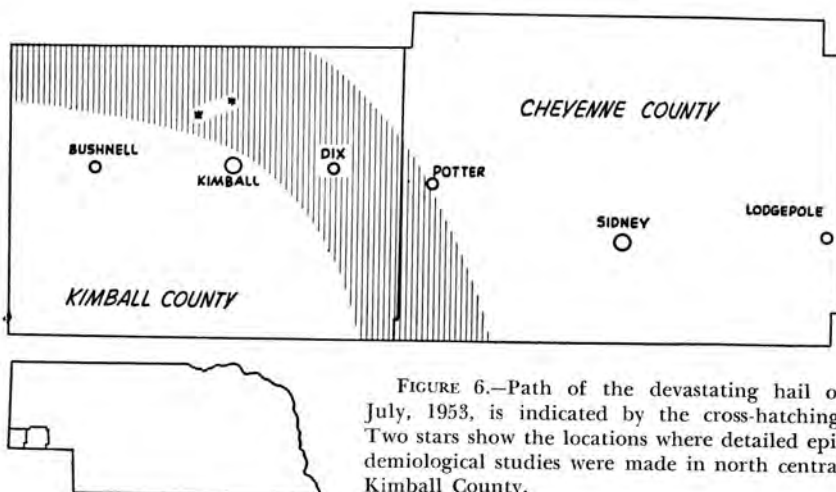 CHEYENNE COUNTY
BUSHNELL
KIMBALL
DIX
POTTER
SIDNEY
LODGEPOLE
KIMBALL COUNTY
FIGURE 6.—Path of the devastating hail o
July, 1953, is indicated by the cross-hatching
Two stars show the locations where detailed epi
demiological studies were made in north centra
Kimball County.